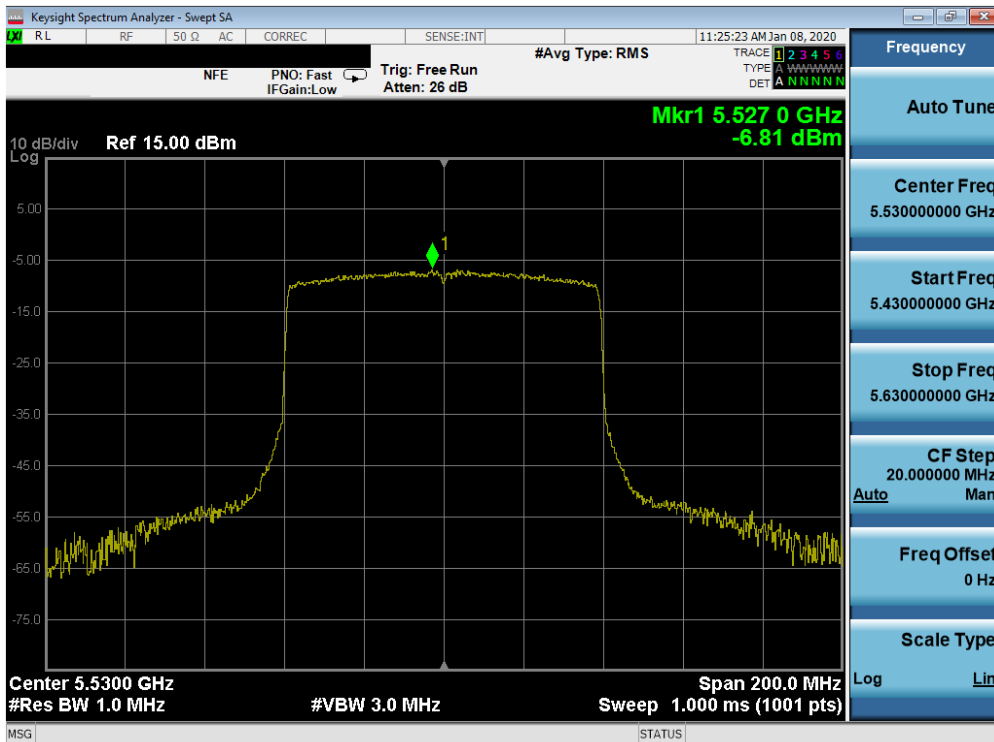 Keysight Spectrum Analyzer - Swept SA
LXI RL RF 50 Ω AC CORREC SENSE:INT 11:25:23 AM Jan 08, 2020
#Avg Type: RMS
TRACE 1 2 3 4 5 6
TYPE A WWWWW
DET A N N N N N
NFE PNO: Fast Trig: Free Run
IFGain:Low Atten: 26 dB
Mkr1 5.527 0 GHz
-6.81 dBm
10 dB/div Ref 15.00 dBm
Log
5.00
1
-5.00
-15.0
-25.0
-35.0
-45.0
-55.0
-65.0
-75.0
Center 5.5300 GHz Span 200.0 MHz
#Res BW 1.0 MHz #VBW 3.0 MHz Sweep 1.000 ms (1001 pts)
MSG STATUS
Frequency
Auto Tune
Center Freq
5.530000000 GHz
Start Freq
5.430000000 GHz
Stop Freq
5.630000000 GHz
CF Step
20.000000 MHz
Auto Man
Freq Offset
0 Hz
Scale Type
Log Lin